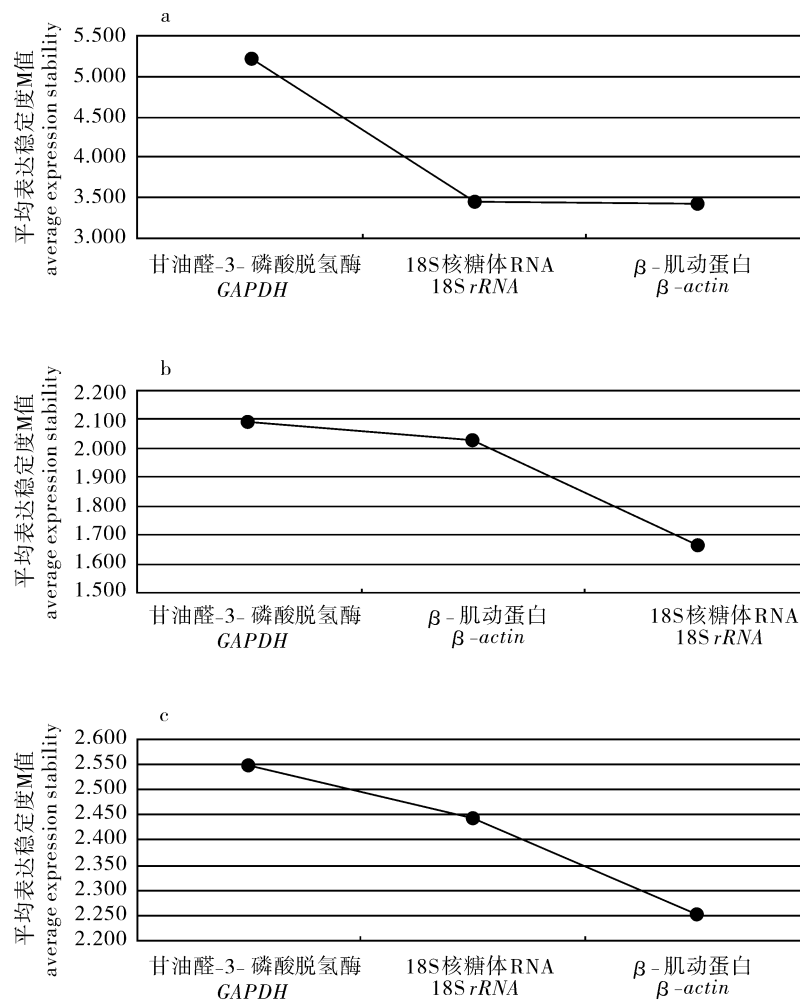 a
平均表达稳定度M值
average expression stability
5.500
5.000
4.500
4.000
3.500
3.000
甘油醛-3-磷酸脱氢酶
GAPDH
18S核糖体RNA
18S rRNA
β-肌动蛋白
β-actin
b
平均表达稳定度M值
average expression stability
2.200
2.100
2.000
1.900
1.800
1.700
1.600
1.500
甘油醛-3-磷酸脱氢酶
GAPDH
β-肌动蛋白
β-actin
18S核糖体RNA
18S rRNA
c
平均表达稳定度M值
average expression stability
2.600
2.550
2.500
2.450
2.400
2.350
2.300
2.250
2.200
甘油醛-3-磷酸脱氢酶
GAPDH
18S核糖体RNA
18S rRNA
β-肌动蛋白
β-actin